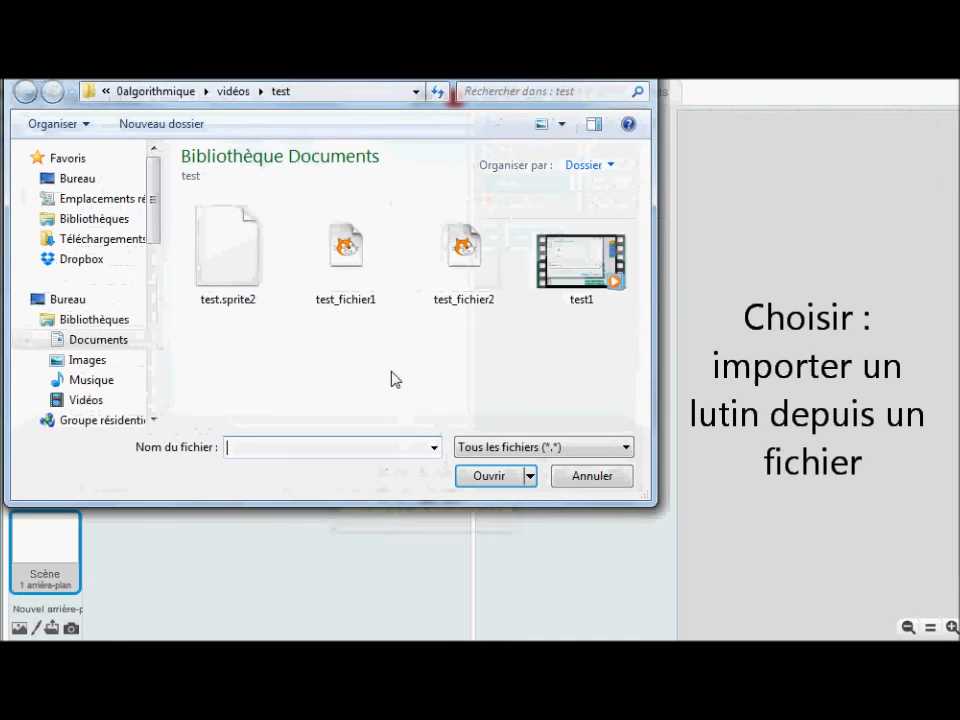 « 0algorithmique ▸ vidéos ▸ test
Rechercher dans : test
Organiser
Nouveau dossier
Favoris
Bureau
Emplacements ré
Bibliothèques
Téléchargements
Dropbox
Bureau
Bibliothèques
Documents
Images
Musique
Vidéos
Groupe résidenti
Bibliothèque Documents
test
Organiser par :
Dossier
test.sprite2
test_fichier1
test_fichier2
test1
Nom du fichier :
Tous les fichiers (*.*)
Ouvrir
Annuler
Choisir :
importer un
lutin depuis un
fichier
Scène
1 arrière-plan
Nouvel arrière-p